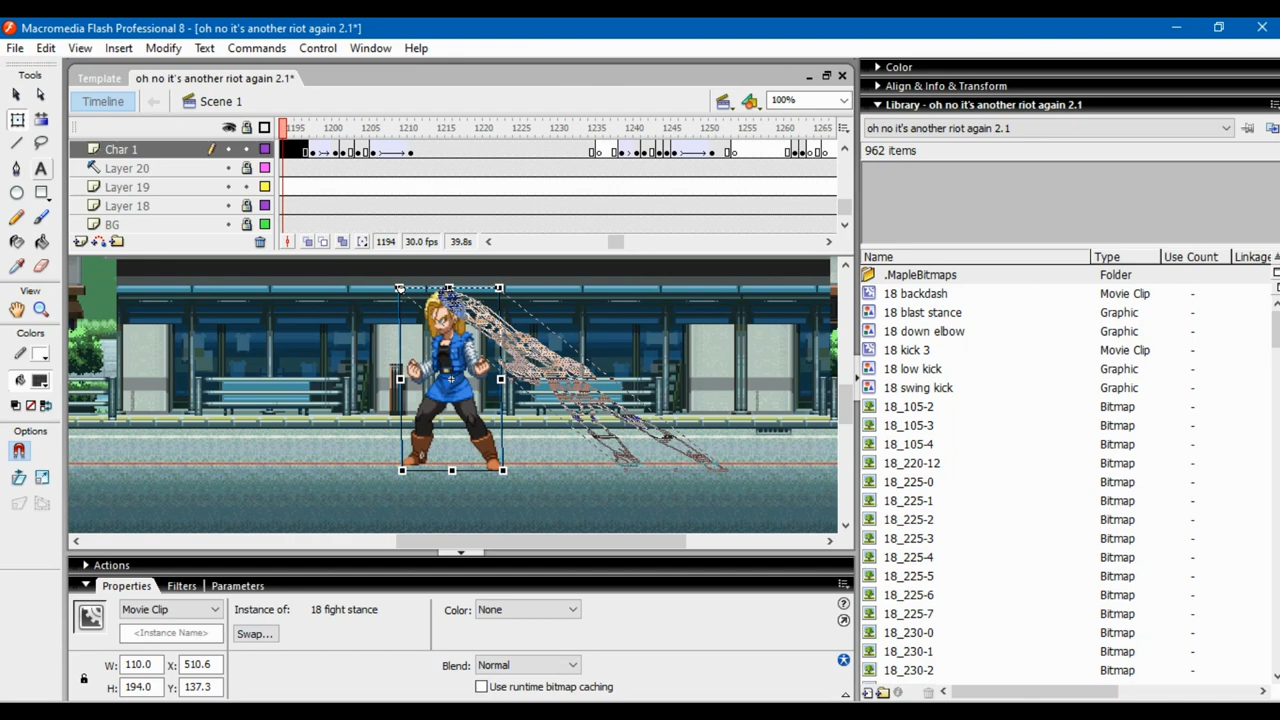 Macromedia Flash Professional 8 - [oh no it's another riot again 2.1*]
File Edit View Insert Modify Text Commands Control Window Help
Tools
View
Colors
Options
Template oh no it's another riot again 2.1*
Timeline Scene 1 100%
1195 1200 1205 1210 1215 1220 1225 1230 1235 1240 1245 1250 1255 1260 1265
Char 1
Layer 20
Layer 19
Layer 18
BG
1194 30.0 fps 39.8s
Actions
Properties Filters Parameters
Movie Clip Instance of: 18 fight stance Color: None
<Instance Name> Swap...
W: 110.0 X: 510.6 Blend: Normal
H: 194.0 Y: 137.3 Use runtime bitmap caching
Color
Align & Info & Transform
Library - oh no it's another riot again 2.1
oh no it's another riot again 2.1
962 items
Name Type Use Count Linkage
.MapleBitmaps Folder
18 backdash Movie Clip -
18 blast stance Graphic -
18 down elbow Graphic -
18 kick 3 Movie Clip -
18 low kick Graphic -
18 swing kick Graphic -
18_105-2 Bitmap -
18_105-3 Bitmap -
18_105-4 Bitmap -
18_220-12 Bitmap -
18_225-0 Bitmap -
18_225-1 Bitmap -
18_225-2 Bitmap -
18_225-3 Bitmap -
18_225-4 Bitmap -
18_225-5 Bitmap -
18_225-6 Bitmap -
18_225-7 Bitmap -
18_230-0 Bitmap -
18_230-1 Bitmap -
18_230-2 Bitmap -